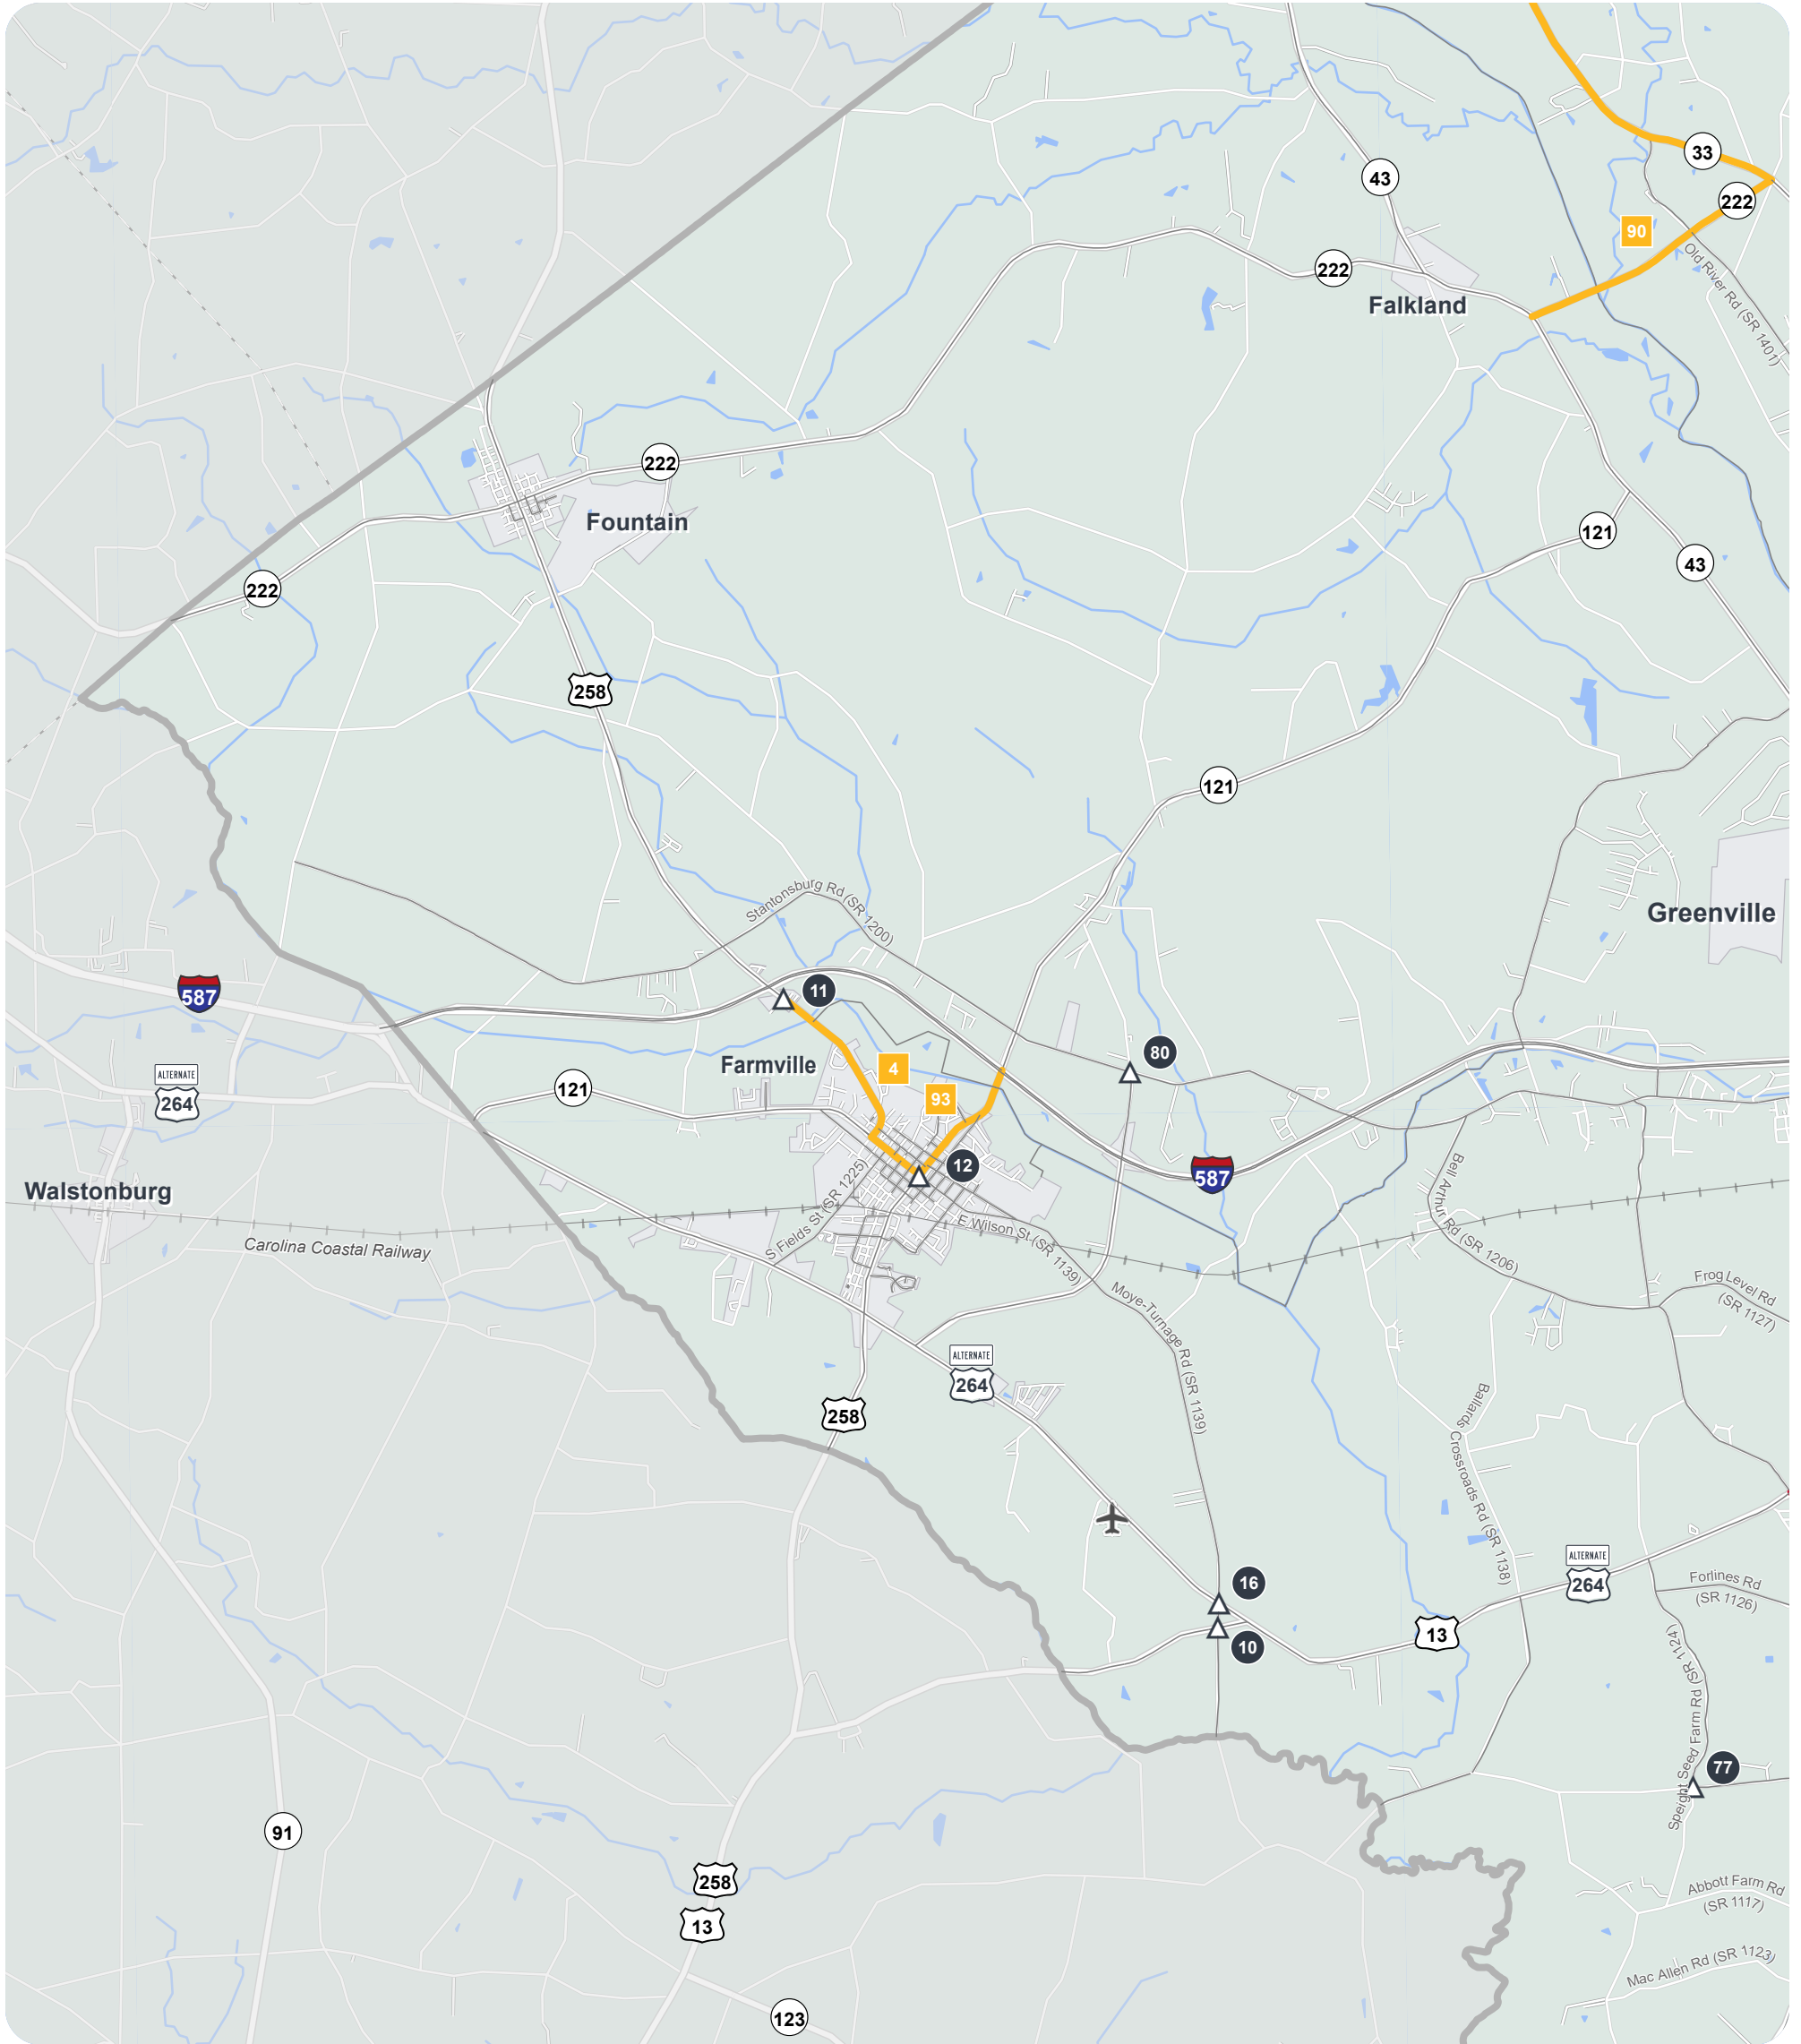 33
43
222
90
222
Old River Rd (SR 1401)
Falkland
222
Fountain
121
43
222
258
121
Stantonsburg Rd (SR 1200)
Greenville
587
11
80
Farmville
4
ALTERNATE
264
121
93
12
587
Walstonburg
S Fields St (SR 1225)
E Wilson St (SR 1139)
Bell Arthur Rd (SR 1206)
Carolina Coastal Railway
Moye-Turnage Rd (SR 1139)
Frog Level Rd
(SR 1127)
ALTERNATE
264
258
Ballards Crossroads Rd (SR 1138)
ALTERNATE
264
16
Forlines Rd
(SR 1126)
13
10
Speight Seed Farm Rd (SR 1124)
77
91
258
13
Abbott Farm Rd
(SR 1117)
Mac Allen Rd (SR 1123)
123